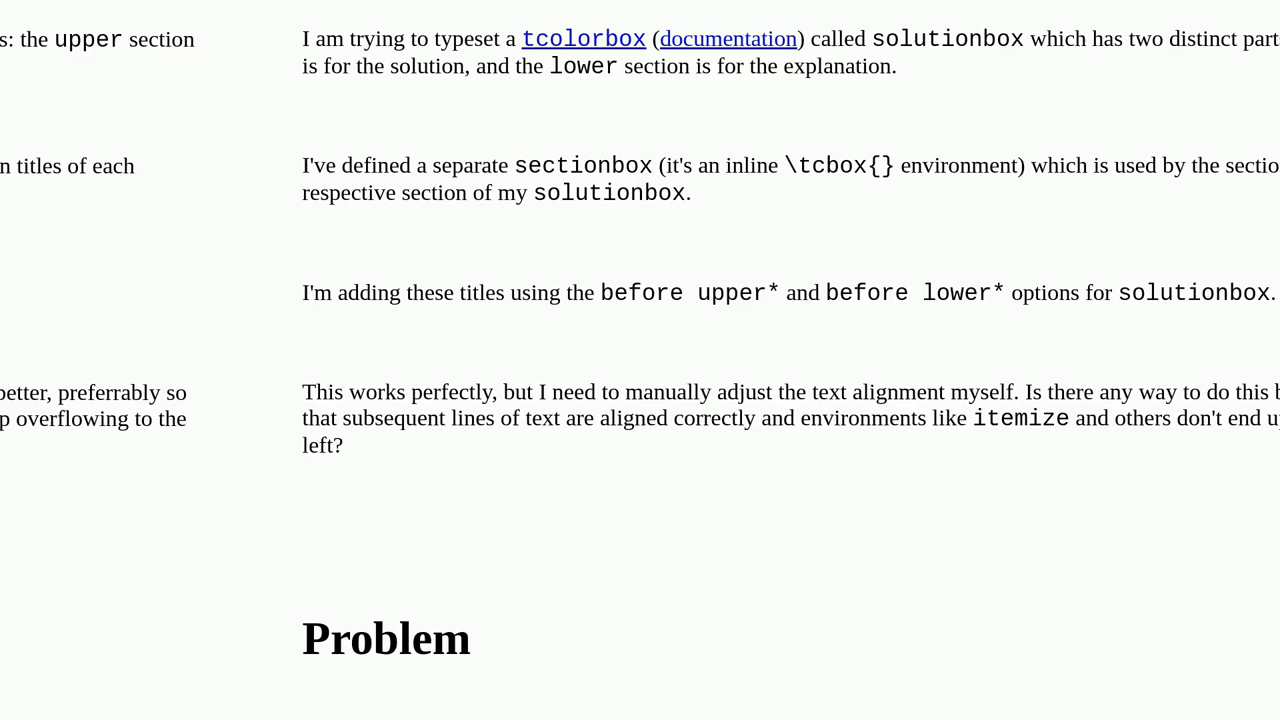 s: the upper section
n titles of each
better, preferrably so
p overflowing to the
I am trying to typeset a tcolorbox (documentation) called solutionbox which has two distinct part
is for the solution, and the lower section is for the explanation.
I've defined a separate sectionbox (it's an inline \tcbox{} environment) which is used by the sectio
respective section of my solutionbox.
I'm adding these titles using the before upper* and before lower* options for solutionbox.
This works perfectly, but I need to manually adjust the text alignment myself. Is there any way to do this
that subsequent lines of text are aligned correctly and environments like itemize and others don't end u
left?
Problem